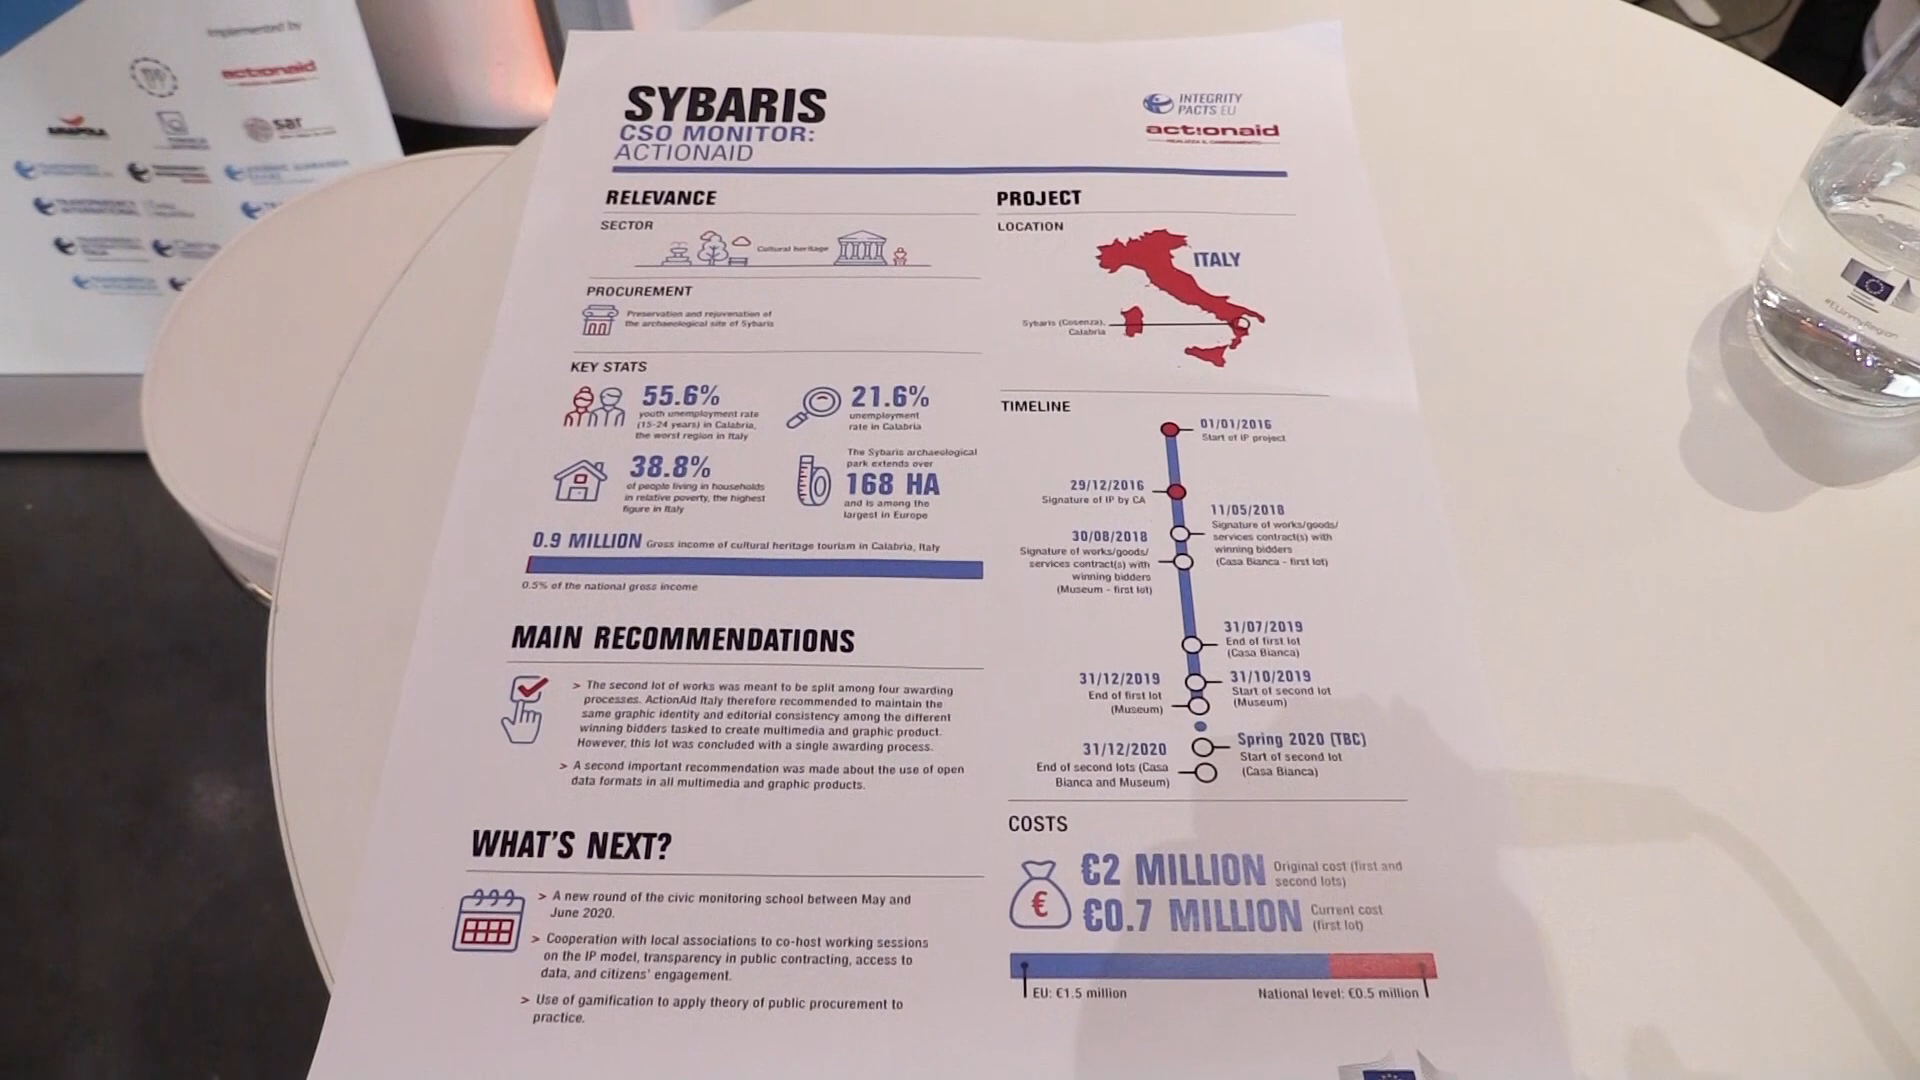 Implemented by
actionaid
sar
SYBARIS
CSO MONITOR:
ACTIONAID
INTEGRITY
PACTS EU
act!onaid
REALIZZA IL CAMBIAMENTO
RELEVANCE
SECTOR
Cultural heritage
PROCUREMENT
Preservation and rejuvenation of
the archaeological site of Sybaris
KEY STATS
55.6%
youth unemployment rate
(15-24 years) in Calabria,
the worst region in Italy
21.6%
unemployment
rate in Calabria
38.8%
of people living in households
in relative poverty, the highest
figure in Italy
The Sybaris archaeological
park extends over
168 HA
and is among the
largest in Europe
0.9 MILLION Gross income of cultural heritage tourism in Calabria, Italy
0.5% of the national gross income
MAIN RECOMMENDATIONS
> The second lot of works was meant to be split among four awarding
processes. ActionAid Italy therefore recommended to maintain the
same graphic identity and editorial consistency among the different
winning bidders tasked to create multimedia and graphic product.
However, this lot was concluded with a single awarding process.
> A second important recommendation was made about the use of open
data formats in all multimedia and graphic products.
WHAT'S NEXT?
> A new round of the civic monitoring school between May and
June 2020.
> Cooperation with local associations to co-host working sessions
on the IP model, transparency in public contracting, access to
data, and citizens' engagement.
> Use of gamification to apply theory of public procurement to
practice.
PROJECT
LOCATION
ITALY
Sybaris (Cosenza),
Calabria
TIMELINE
01/01/2016
Start of IP project
29/12/2016
Signature of IP by CA
11/05/2018
Signature of works/goods/
services contract(s) with
winning bidders
(Casa Bianca - first lot)
30/08/2018
Signature of works/goods/
services contract(s) with
winning bidders
(Museum - first lot)
31/07/2019
End of first lot
(Casa Bianca)
31/12/2019
End of first lot
(Museum)
31/10/2019
Start of second lot
(Museum)
Spring 2020 (TBC)
Start of second lot
(Casa Bianca)
31/12/2020
End of second lots (Casa
Bianca and Museum)
COSTS
€2 MILLION Original cost (first and
second lots)
€0.7 MILLION Current cost
(first lot)
EU: €1.5 million
National level: €0.5 million
#EUinmyRegion